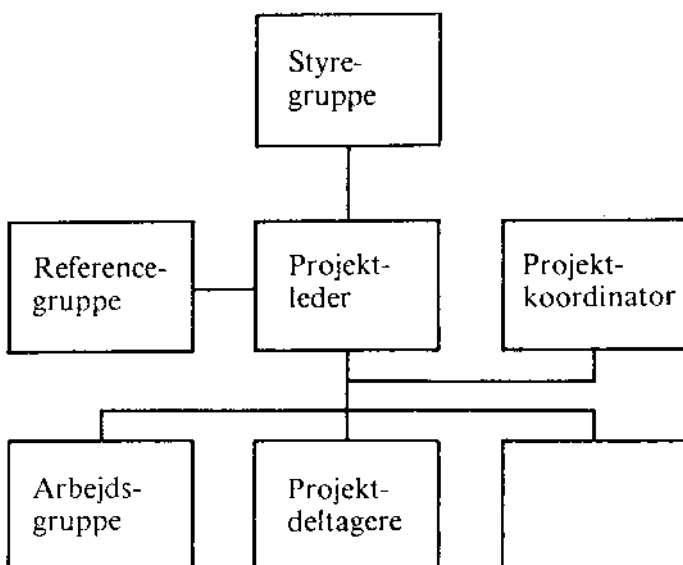 Styre-
gruppe
Reference-
gruppe
Projekt-
leder
Projekt-
koordinator
Arbejds-
gruppe
Projekt-
deltagere